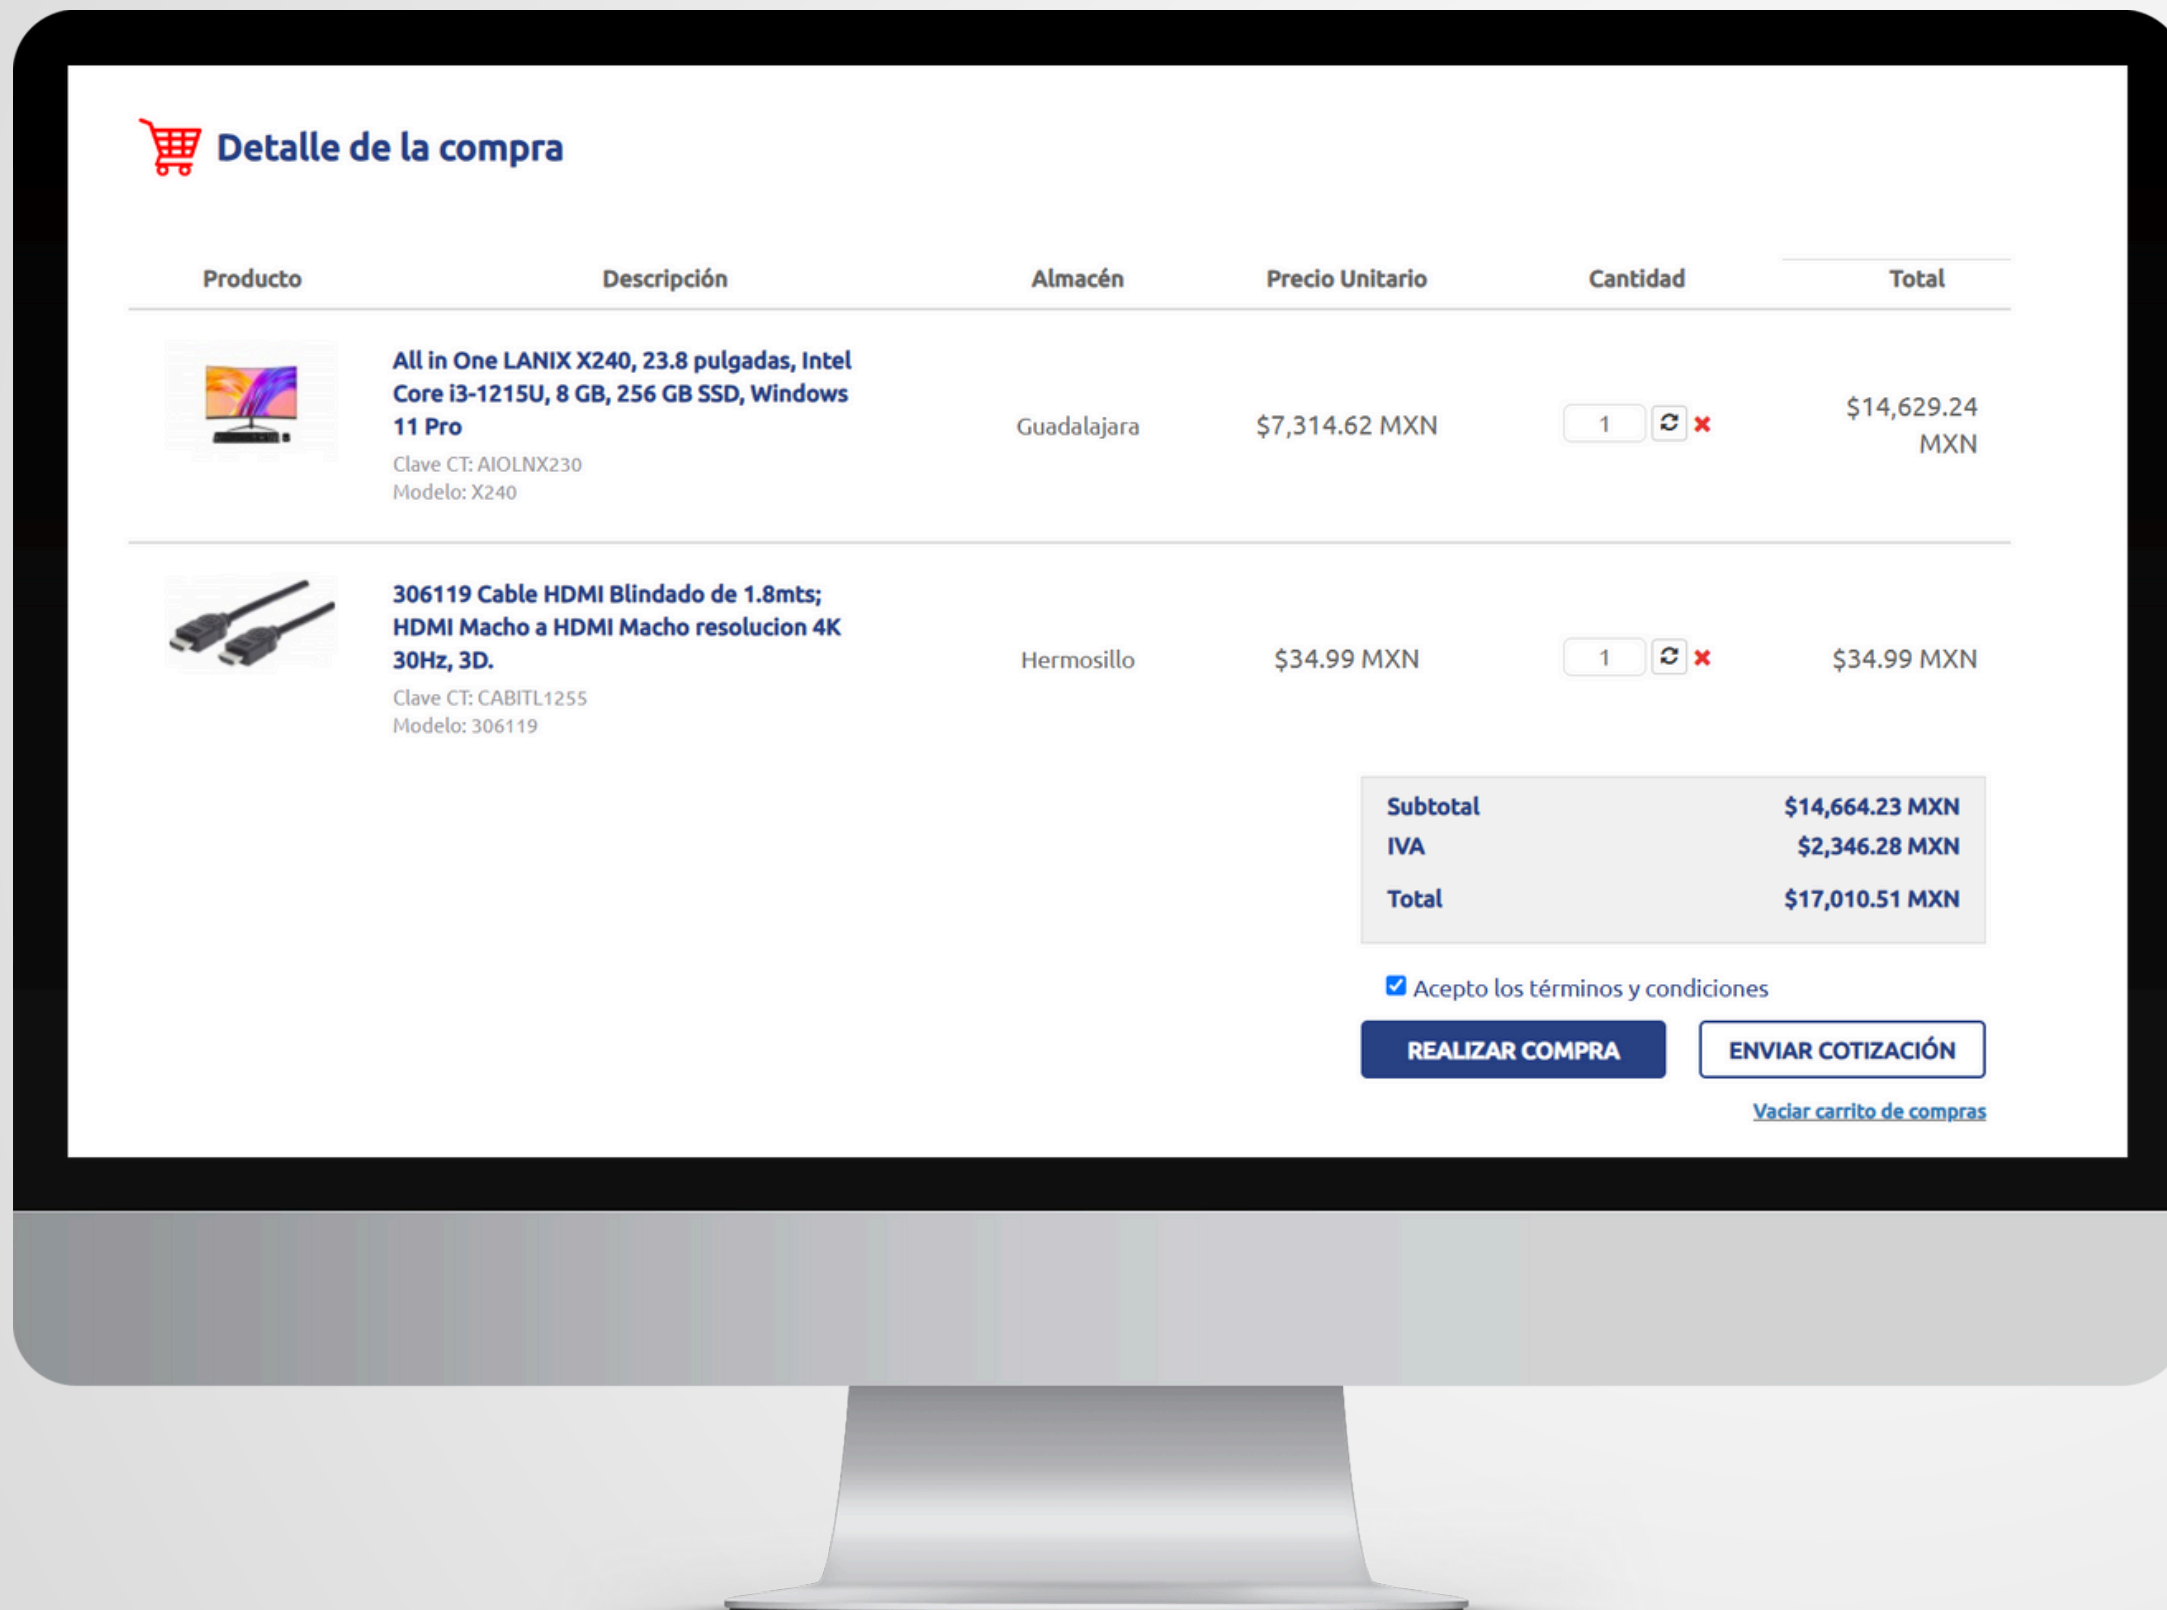 Detalle de la compra
Producto Descripción Almacén Precio Unitario Cantidad Total
All in One LANIX X240, 23.8 pulgadas, Intel
Core i3-1215U, 8 GB, 256 GB SSD, Windows
11 Pro
Clave CT: AIOLNX230
Modelo: X240
Guadalajara $7,314.62 MXN 1 $14,629.24
MXN
306119 Cable HDMI Blindado de 1.8mts;
HDMI Macho a HDMI Macho resolucion 4K
30Hz, 3D.
Clave CT: CABITL1255
Modelo: 306119
Hermosillo $34.99 MXN 1 $34.99 MXN
Subtotal $14,664.23 MXN
IVA $2,346.28 MXN
Total $17,010.51 MXN
Acepto los términos y condiciones
REALIZAR COMPRA ENVIAR COTIZACIÓN
Vaciar carrito de compras